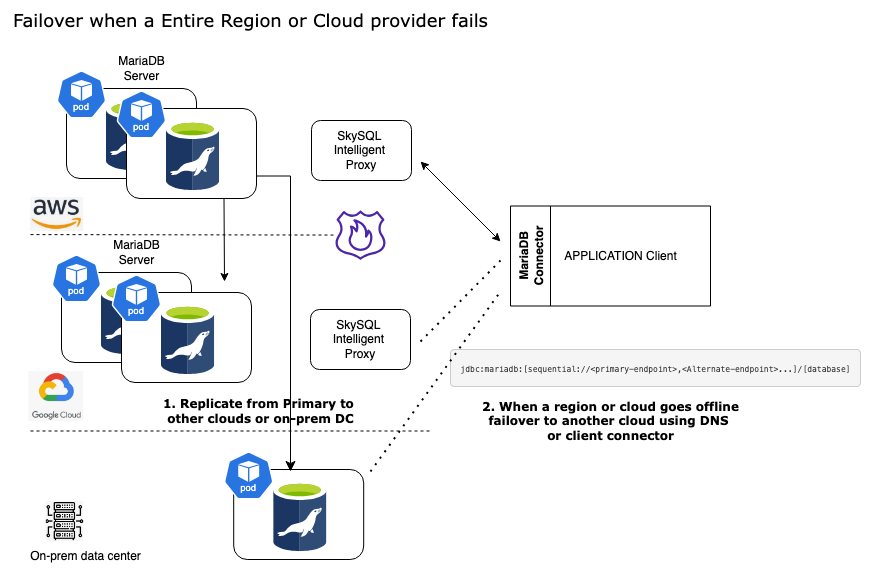 Failover when a Entire Region or Cloud provider fails
MariaDB
Server
pod
pod
SkySQL
Intelligent
Proxy
aws
MariaDB
Connector
APPLICATION Client
MariaDB
Server
pod
pod
SkySQL
Intelligent
Proxy
jdbc:mariadb:[sequential://<primary-endpoint>,<Alternate-endpoint>...]/[database]
Google Cloud
1. Replicate from Primary to
other clouds or on-prem DC
2. When a region or cloud goes offline
failover to another cloud using DNS
or client connector
pod
On-prem data center